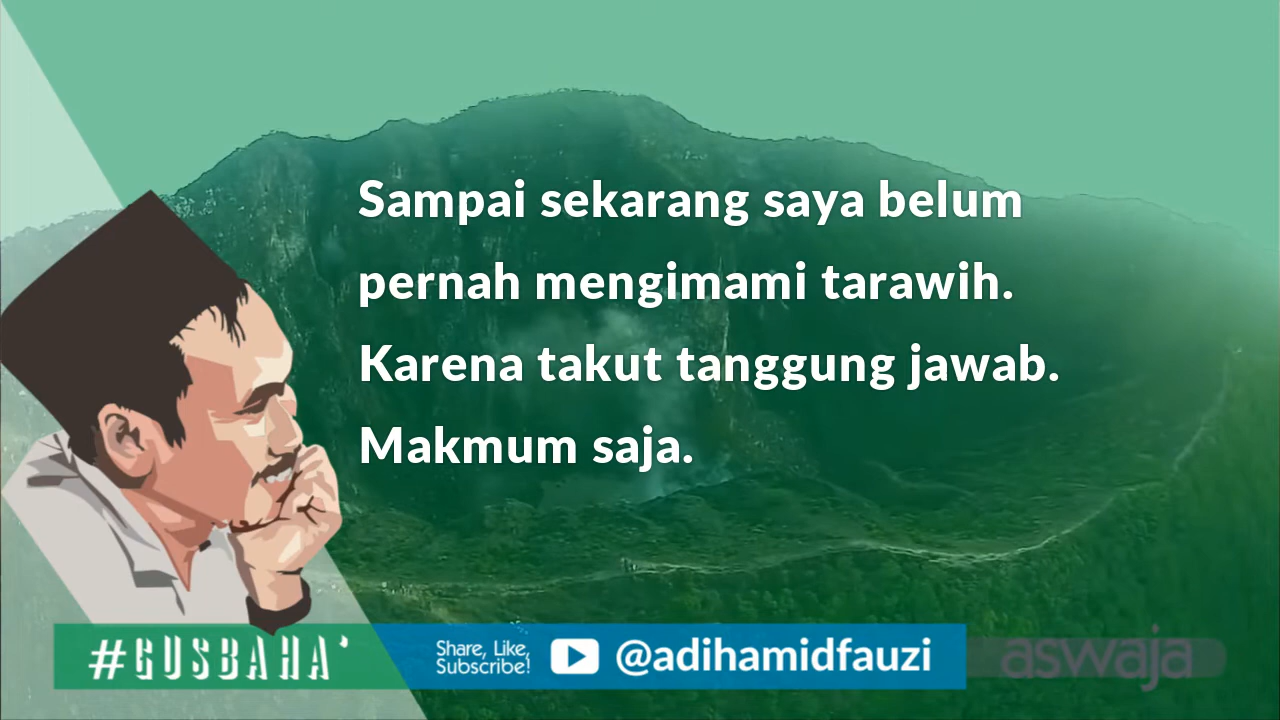 Sampai sekarang saya belum
pernah mengimami tarawih.
Karena takut tanggung jawab.
Makmum saja.
#GUSBAHA'
Share, Like,
Subscribe!
@adihamidfauzi
aswaja